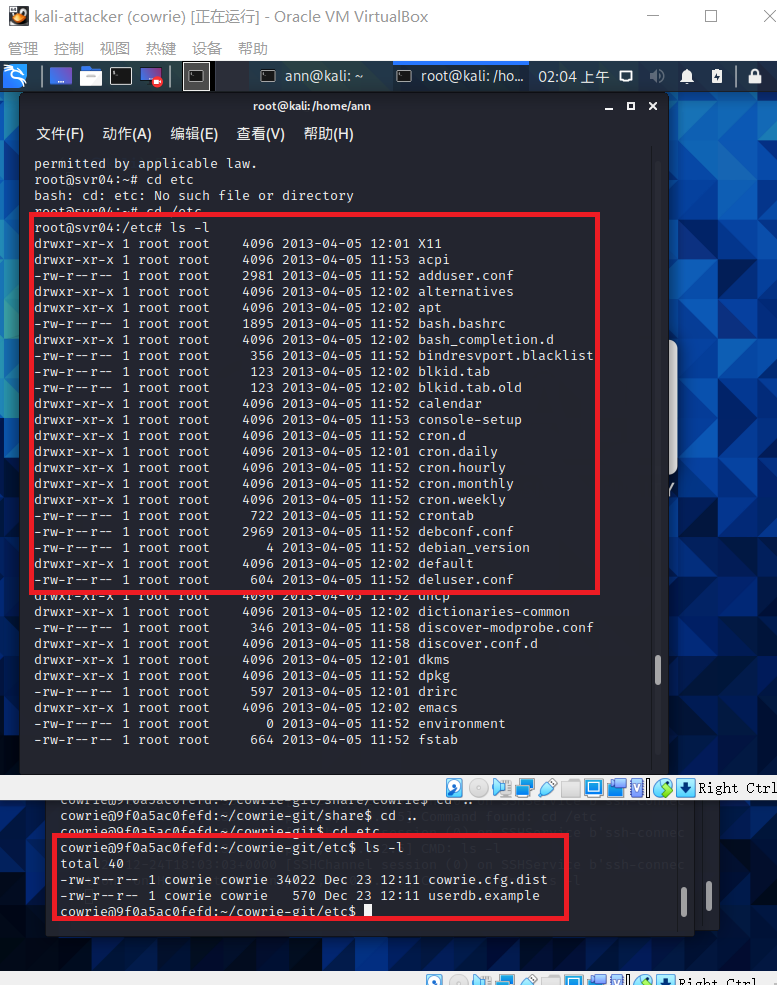 kali-attacker (cowrie) [正在运行] - Oracle VM VirtualBox
管理 控制 视图 热键 设备 帮助
ann@kali: ~ root@kali: /ho... 02:04 上午
root@kali: /home/ann
文件(F) 动作(A) 编辑(E) 查看(V) 帮助(H)
permitted by applicable law.
root@svr04:~# cd etc
bash: cd: etc: No such file or directory
root@svr04:~# cd /etc
root@svr04:/etc# ls -l
drwxr-xr-x 1 root root 4096 2013-04-05 12:01 X11
drwxr-xr-x 1 root root 4096 2013-04-05 11:53 acpi
-rw-r--r-- 1 root root 2981 2013-04-05 11:52 adduser.conf
drwxr-xr-x 1 root root 4096 2013-04-05 12:02 alternatives
drwxr-xr-x 1 root root 4096 2013-04-05 12:02 apt
-rw-r--r-- 1 root root 1895 2013-04-05 11:52 bash.bashrc
drwxr-xr-x 1 root root 4096 2013-04-05 12:02 bash_completion.d
-rw-r--r-- 1 root root 356 2013-04-05 11:52 bindresvport.blacklist
-rw-r--r-- 1 root root 123 2013-04-05 12:02 blkid.tab
-rw-r--r-- 1 root root 123 2013-04-05 12:02 blkid.tab.old
drwxr-xr-x 1 root root 4096 2013-04-05 11:52 calendar
drwxr-xr-x 1 root root 4096 2013-04-05 11:53 console-setup
drwxr-xr-x 1 root root 4096 2013-04-05 11:52 cron.d
drwxr-xr-x 1 root root 4096 2013-04-05 12:01 cron.daily
drwxr-xr-x 1 root root 4096 2013-04-05 11:52 cron.hourly
drwxr-xr-x 1 root root 4096 2013-04-05 11:52 cron.monthly
drwxr-xr-x 1 root root 4096 2013-04-05 11:52 cron.weekly
-rw-r--r-- 1 root root 722 2013-04-05 11:52 crontab
-rw-r--r-- 1 root root 2969 2013-04-05 11:52 debconf.conf
-rw-r--r-- 1 root root 4 2013-04-05 11:52 debian_version
drwxr-xr-x 1 root root 4096 2013-04-05 12:02 default
-rw-r--r-- 1 root root 604 2013-04-05 11:52 deluser.conf
drwxr-xr-x 1 root root 4096 2013-04-05 11:52 dhcp
drwxr-xr-x 1 root root 4096 2013-04-05 12:02 dictionaries-common
-rw-r--r-- 1 root root 346 2013-04-05 11:58 discover-modprobe.conf
drwxr-xr-x 1 root root 4096 2013-04-05 11:58 discover.conf.d
drwxr-xr-x 1 root root 4096 2013-04-05 12:01 dkms
drwxr-xr-x 1 root root 4096 2013-04-05 11:52 dpkg
-rw-r--r-- 1 root root 597 2013-04-05 12:01 drirc
drwxr-xr-x 1 root root 4096 2013-04-05 12:02 emacs
-rw-r--r-- 1 root root 0 2013-04-05 11:52 environment
-rw-r--r-- 1 root root 664 2013-04-05 11:52 fstab
Right Ctrl
cowrie@9f0a5ac0fefd:~/cowrie-git/share/cowrie$ cd ..
cowrie@9f0a5ac0fefd:~/cowrie-git/share$ cd ..
cowrie@9f0a5ac0fefd:~/cowrie-git$ cd etc
cowrie@9f0a5ac0fefd:~/cowrie-git/etc$ ls -l
total 40
-rw-r--r-- 1 cowrie cowrie 34022 Dec 23 12:11 cowrie.cfg.dist
-rw-r--r-- 1 cowrie cowrie 570 Dec 23 12:11 userdb.example
cowrie@9f0a5ac0fefd:~/cowrie-git/etc$
Right Ctrl